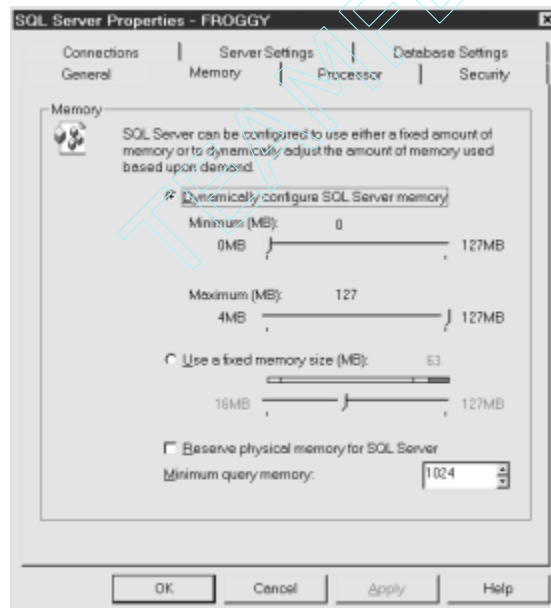 SQL Server Properties - FROGGY
Connections Server Settings Database Settings
General Memory Processor Security
Memory
SQL Server can be configured to use either a fixed amount of
memory or to dynamically adjust the amount of memory used
based upon demand.
Dynamically configure SQL Server memory
Minimum (MB): 0
0MB 127MB
Maximum (MB): 127
4MB 127MB
Use a fixed memory size (MB): 63
16MB 127MB
Reserve physical memory for SQL Server
Minimum query memory: 1024
OK Cancel Apply Help